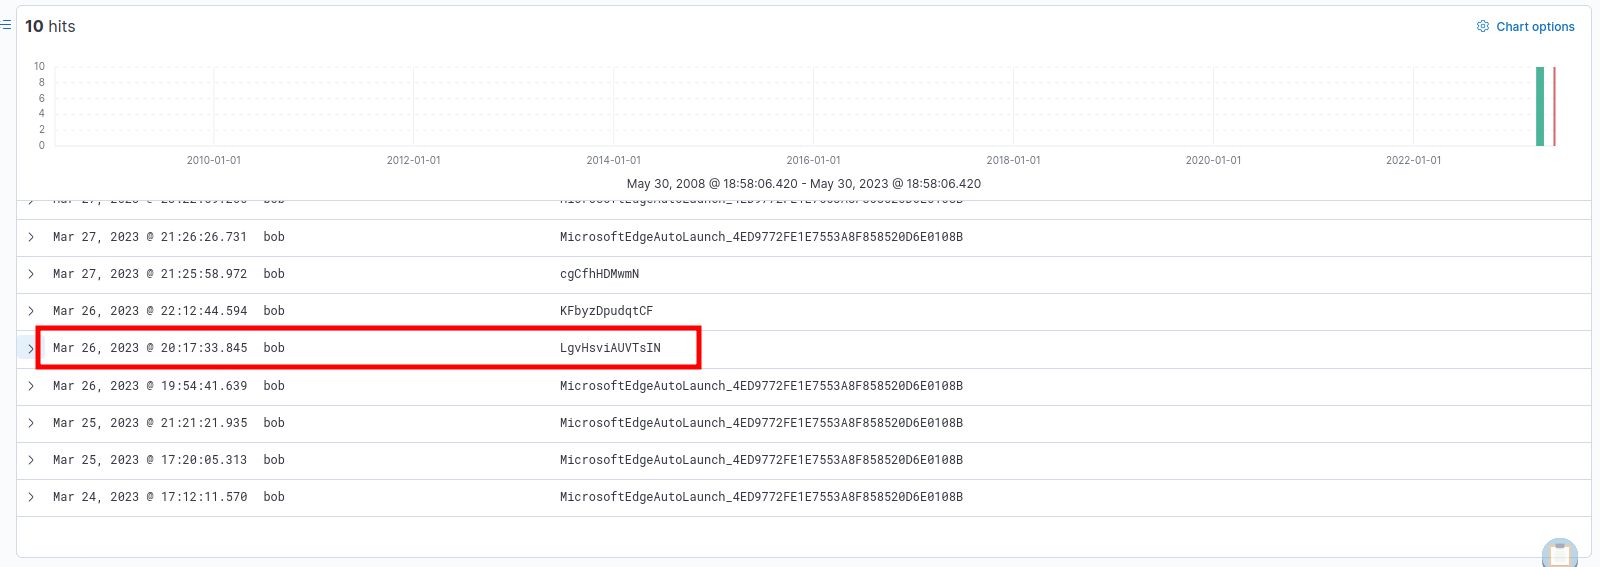 10 hits
Chart options
10
8
6
4
2
0
2010-01-01 2012-01-01 2014-01-01 2016-01-01 2018-01-01 2020-01-01 2022-01-01
May 30, 2008 @ 18:58:06.420 - May 30, 2023 @ 18:58:06.420
Mar 27, 2023 @ bob MicrosoftEdgeAutoLaunch_4ED9772FE1E7553A8F858520D6E0108B
Mar 27, 2023 @ 21:26:26.731 bob MicrosoftEdgeAutoLaunch_4ED9772FE1E7553A8F858520D6E0108B
Mar 27, 2023 @ 21:25:58.972 bob cgCfhHDMwmN
Mar 26, 2023 @ 22:12:44.594 bob KFbyzDpudqtCF
Mar 26, 2023 @ 20:17:33.845 bob LgvHsviAUVTsIN
Mar 26, 2023 @ 19:54:41.639 bob MicrosoftEdgeAutoLaunch_4ED9772FE1E7553A8F858520D6E0108B
Mar 25, 2023 @ 21:21:21.935 bob MicrosoftEdgeAutoLaunch_4ED9772FE1E7553A8F858520D6E0108B
Mar 25, 2023 @ 17:20:05.313 bob MicrosoftEdgeAutoLaunch_4ED9772FE1E7553A8F858520D6E0108B
Mar 24, 2023 @ 17:12:11.570 bob MicrosoftEdgeAutoLaunch_4ED9772FE1E7553A8F858520D6E0108B